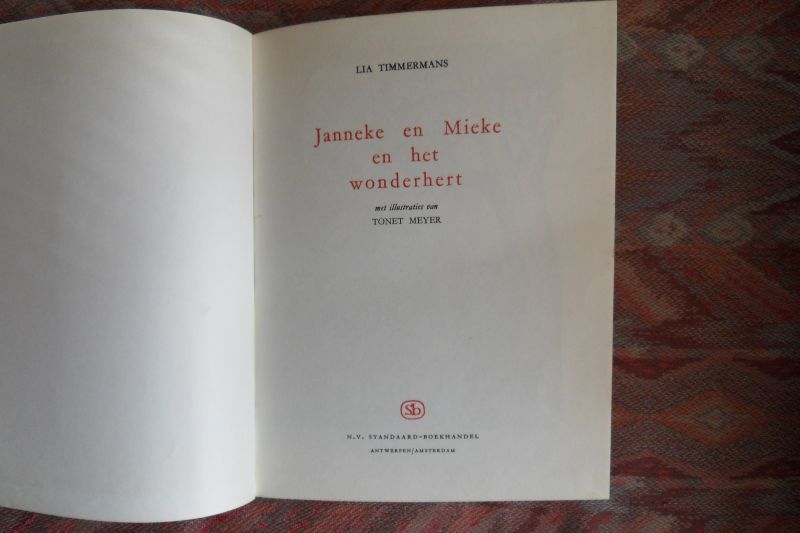 LIA TIMMERMANS
Janneke en Mieke
en het
wonderhert
met illustraties van
TONET MEYER
Sb
N.V. STANDAARD-BOEKHANDEL
ANTWERPEN/AMSTERDAM